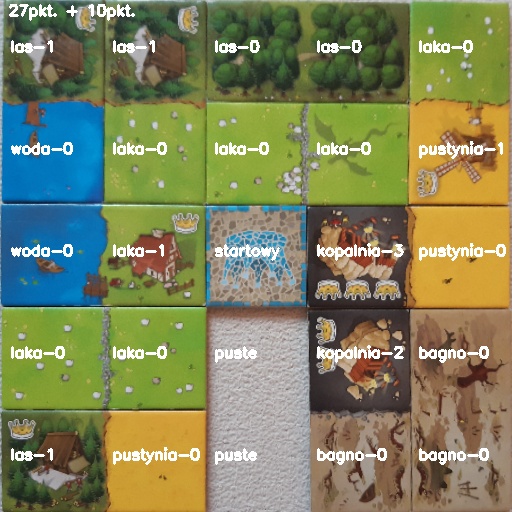 27pkt. + 10pkt.
las-1 las-1 las-0 las-0 laka-0
woda-0 laka-0 laka-0 laka-0 pustynia-1
woda-0 laka-1 startowy kopalnia-3 pustynia-0
laka-0 laka-0 puste kopalnia-2 bagno-0
las-1 pustynia-0 puste bagno-0 bagno-0